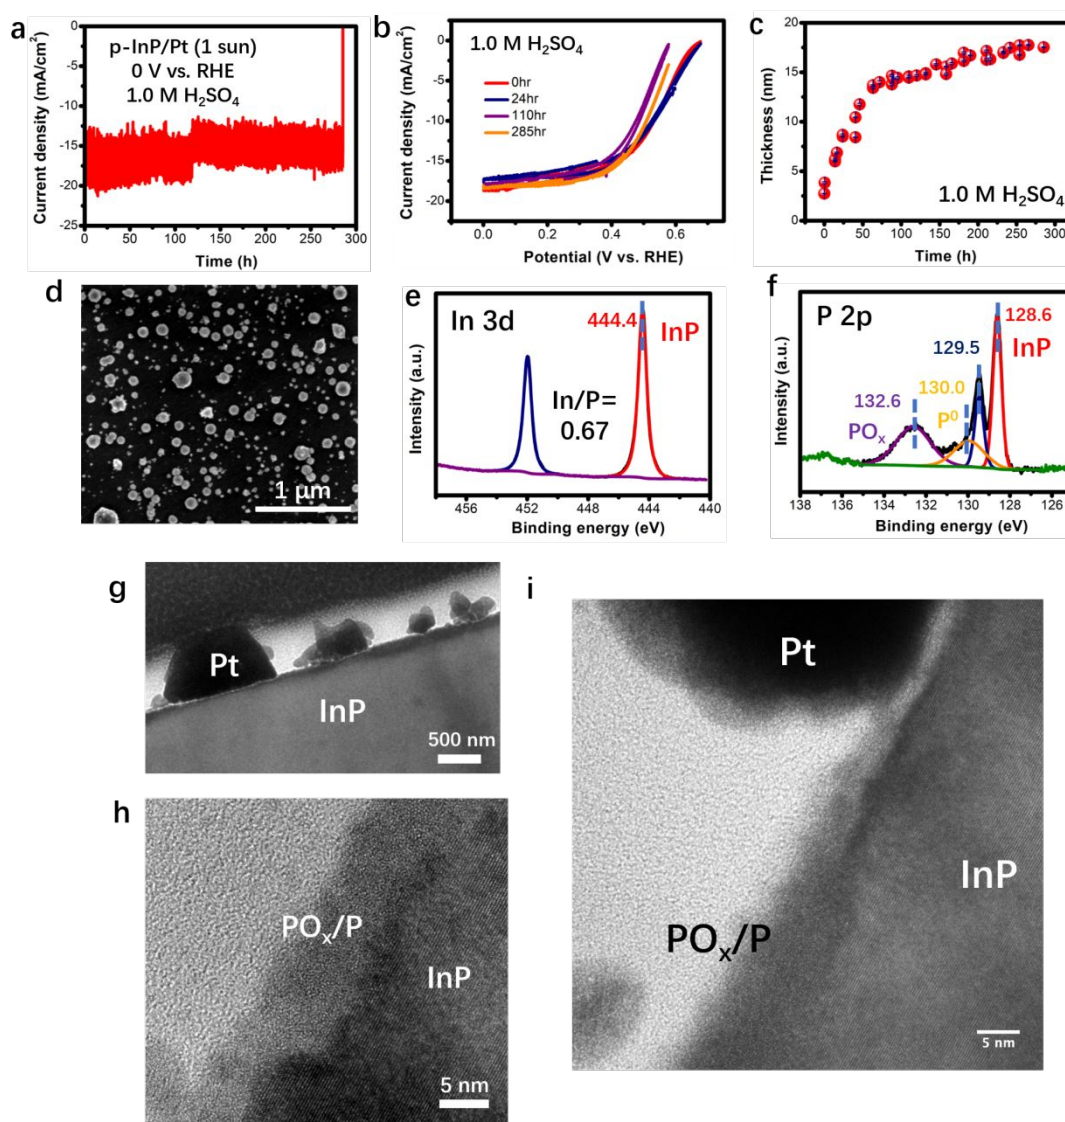 a
p-InP/Pt (1 sun)
0 V vs. RHE
1.0 M H₂SO₄
Current density (mA/cm²)
0
-5
-10
-15
-20
-25
0 50 100 150 200 250 300
Time (h)
b
1.0 M H₂SO₄
0hr
24hr
110hr
285hr
Current density (mA/cm²)
0
-5
-10
-15
-20
0.0 0.2 0.4 0.6
Potential (V vs. RHE)
c
Thickness (nm)
20
15
10
5
0
1.0 M H₂SO₄
0 50 100 150 200 250 300
Time (h)
d
1 μm
e
In 3d
444.4
InP
In/P=
0.67
Intensity (a.u.)
456 452 448 444 440
Binding energy (eV)
f
P 2p
128.6
InP
129.5
130.0
P⁰
132.6
POₓ
Intensity (a.u.)
138 136 134 132 130 128 126
Binding energy (eV)
g
Pt
InP
500 nm
h
POₓ/P
InP
5 nm
i
Pt
InP
POₓ/P
5 nm